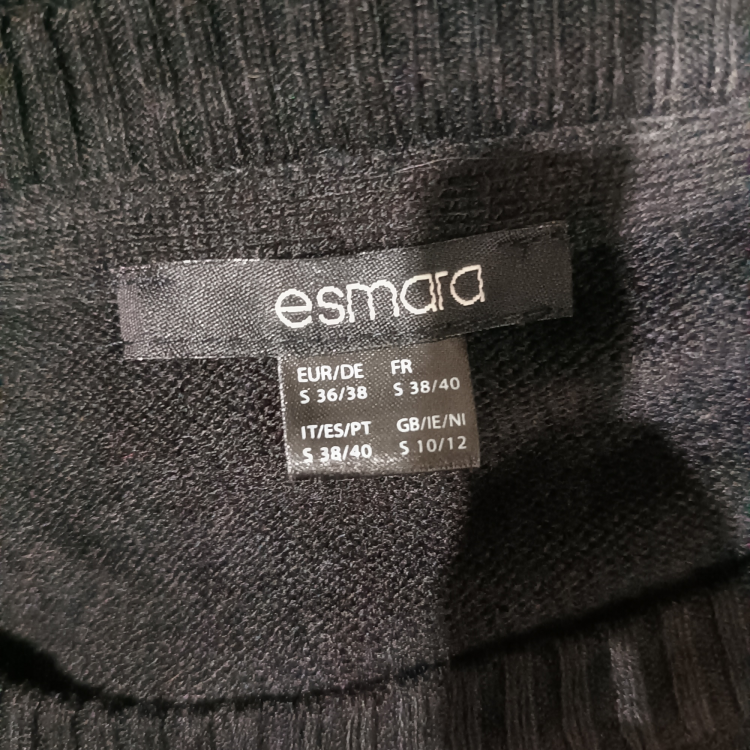 esmara
EUR/DE FR
S 36/38 S 38/40
IT/ES/PT GB/IE/NI
S 38/40 S 10/12